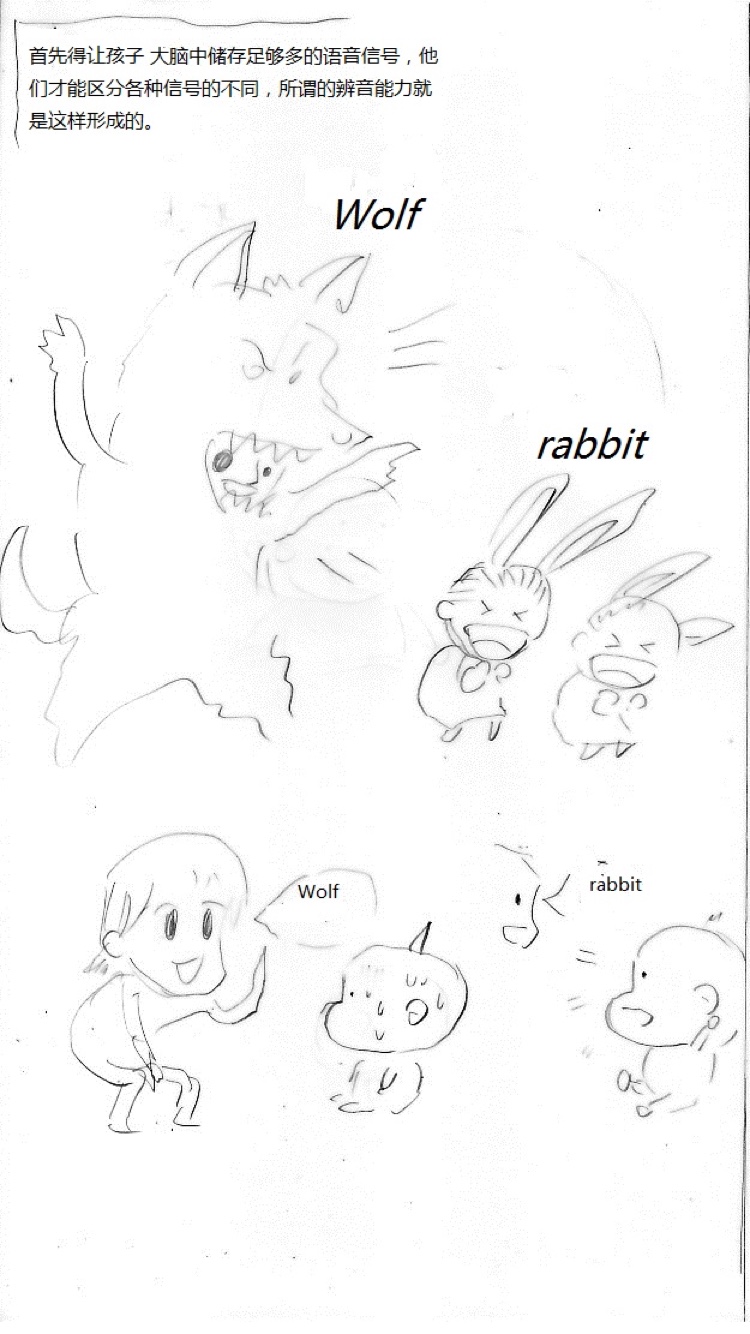 首先得让孩子 大脑中储存足够多的语音信号，他
们才能区分各种信号的不同，所谓的辨音能力就
是这样形成的。
Wolf
rabbit
Wolf
rabbit